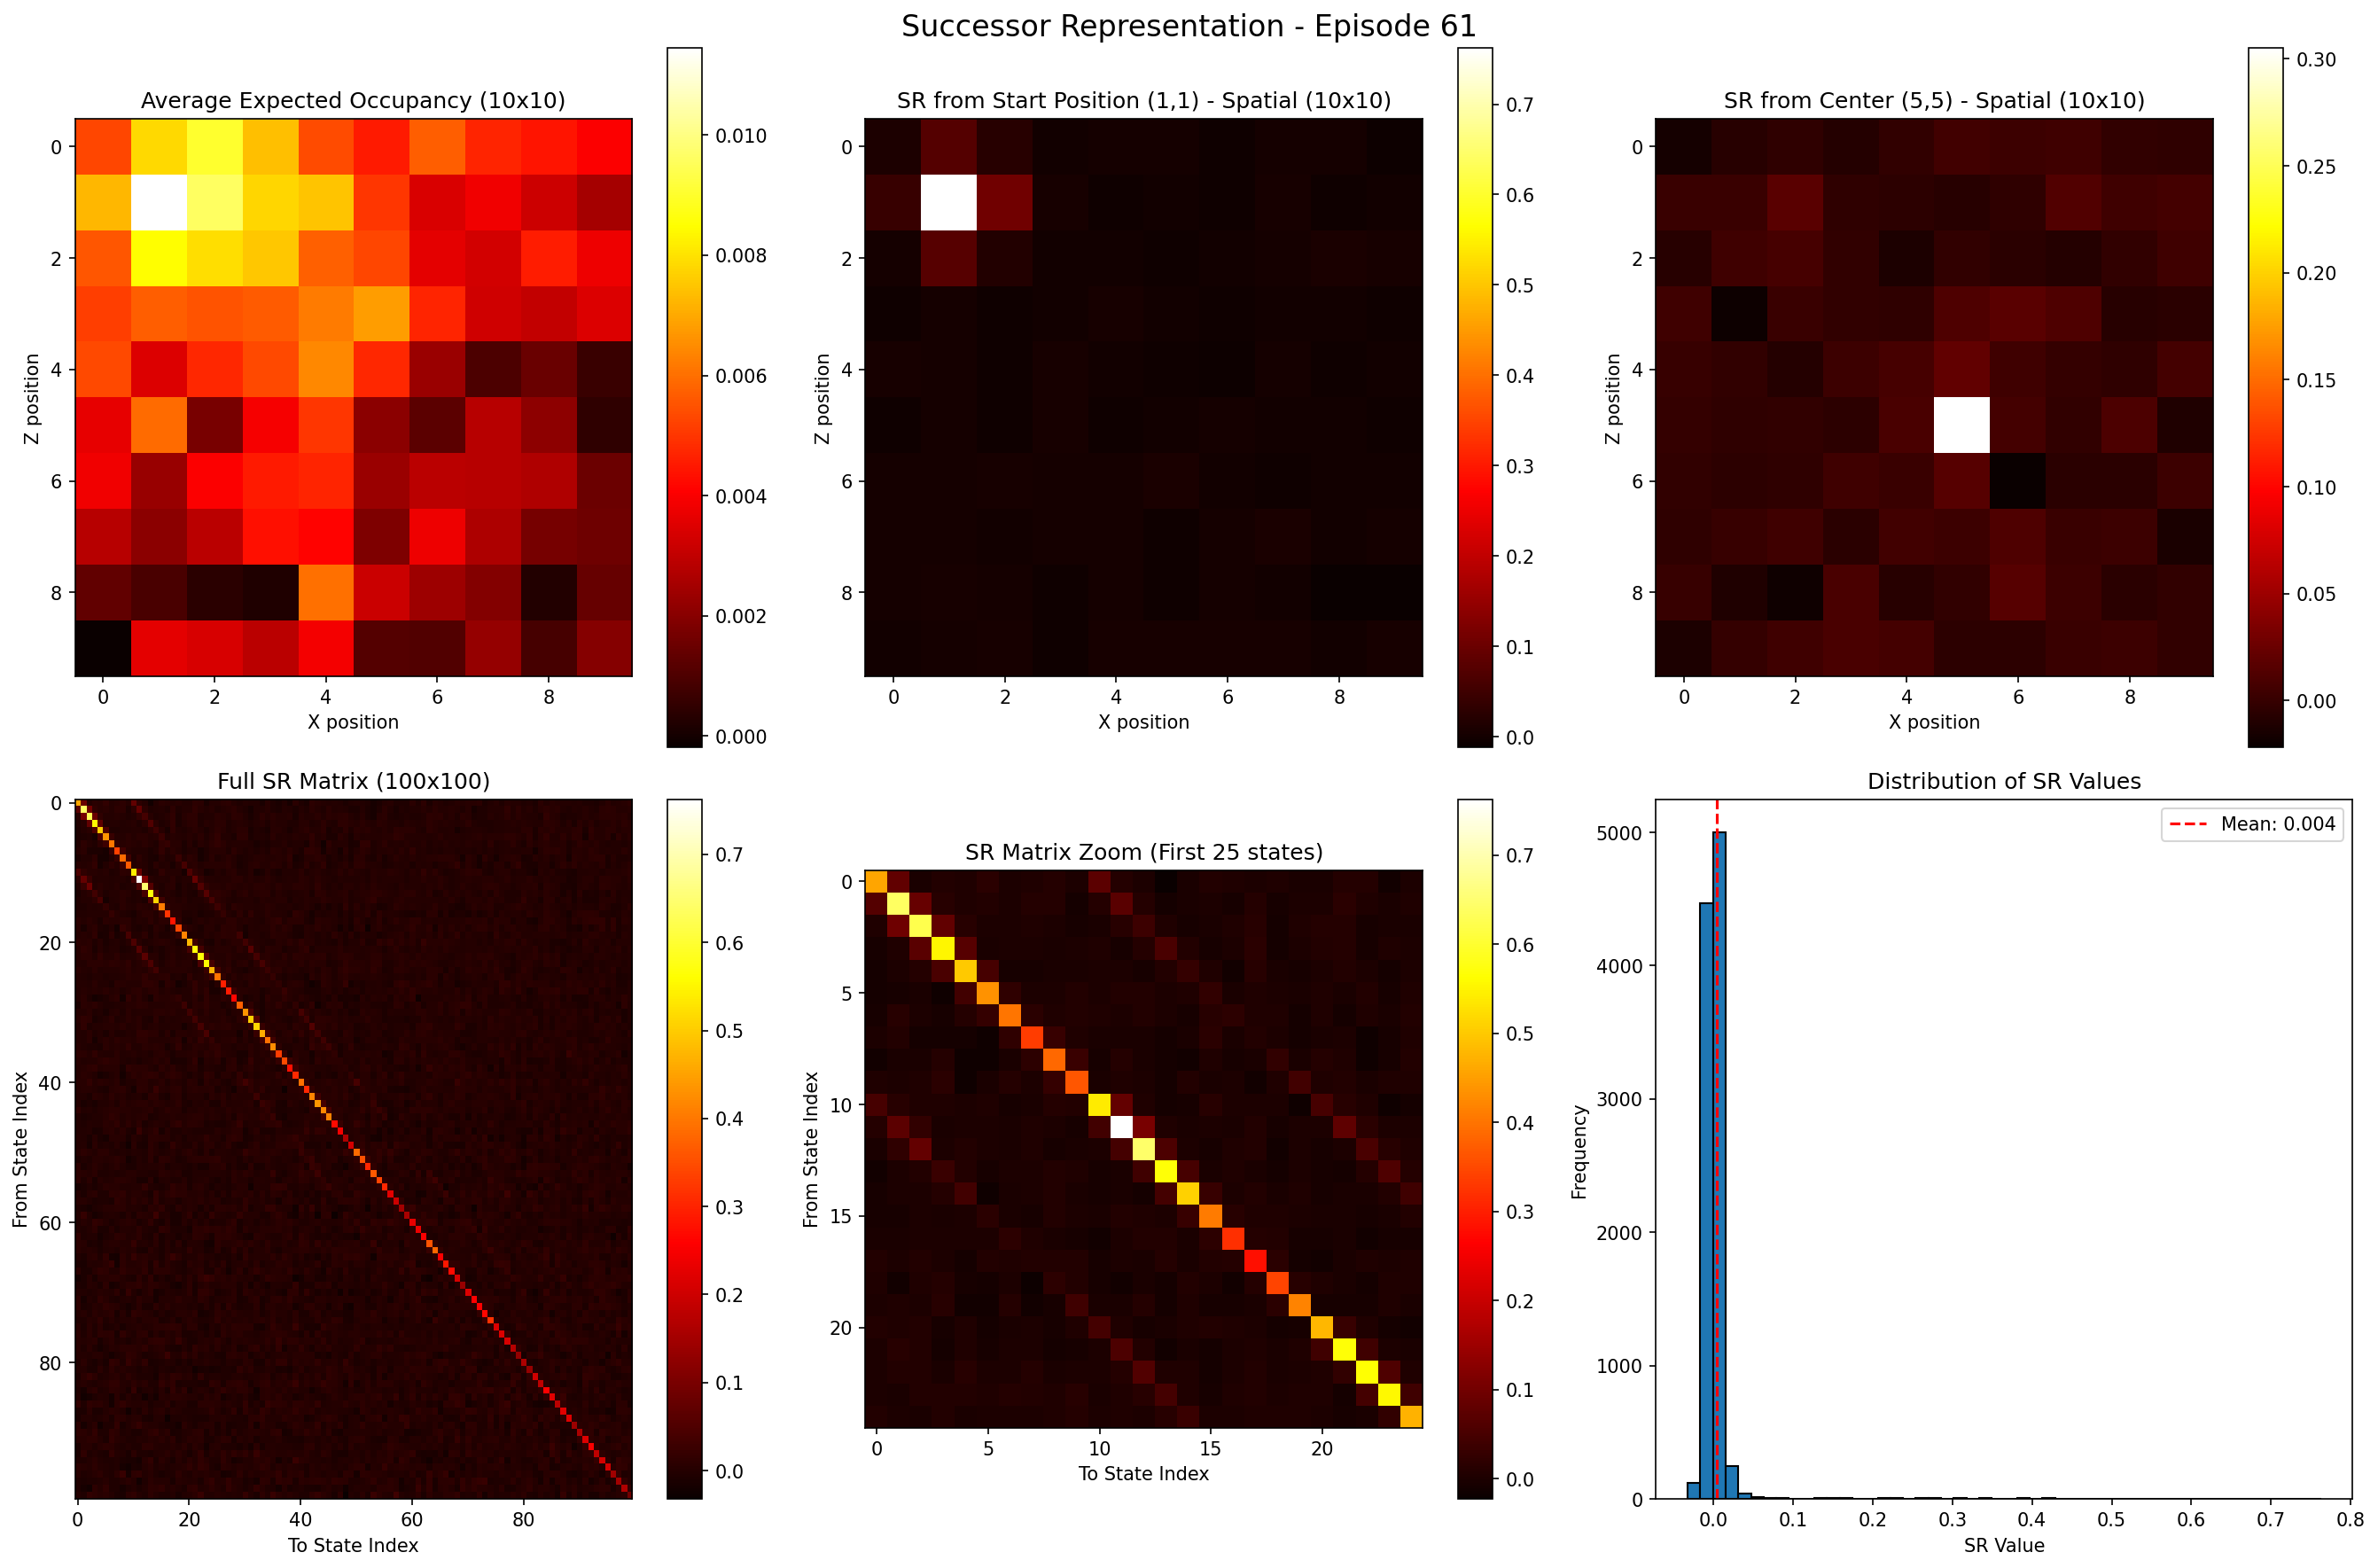 Successor Representation - Episode 61
Average Expected Occupancy (10x10)
0
2
4
6
8
Z position
0 2 4 6 8
X position
0.010
0.008
0.006
0.004
0.002
0.000
SR from Start Position (1,1) - Spatial (10x10)
0
2
4
6
8
Z position
0 2 4 6 8
X position
0.7
0.6
0.5
0.4
0.3
0.2
0.1
0.0
SR from Center (5,5) - Spatial (10x10)
0
2
4
6
8
Z position
0 2 4 6 8
X position
0.30
0.25
0.20
0.15
0.10
0.05
0.00
Full SR Matrix (100x100)
0
20
40
60
80
From State Index
0 20 40 60 80
To State Index
0.7
0.6
0.5
0.4
0.3
0.2
0.1
0.0
SR Matrix Zoom (First 25 states)
0
5
10
15
20
From State Index
0 5 10 15 20
To State Index
0.7
0.6
0.5
0.4
0.3
0.2
0.1
0.0
Distribution of SR Values
Mean: 0.004
5000
4000
3000
2000
1000
0
Frequency
0.0 0.1 0.2 0.3 0.4 0.5 0.6 0.7 0.8
SR Value